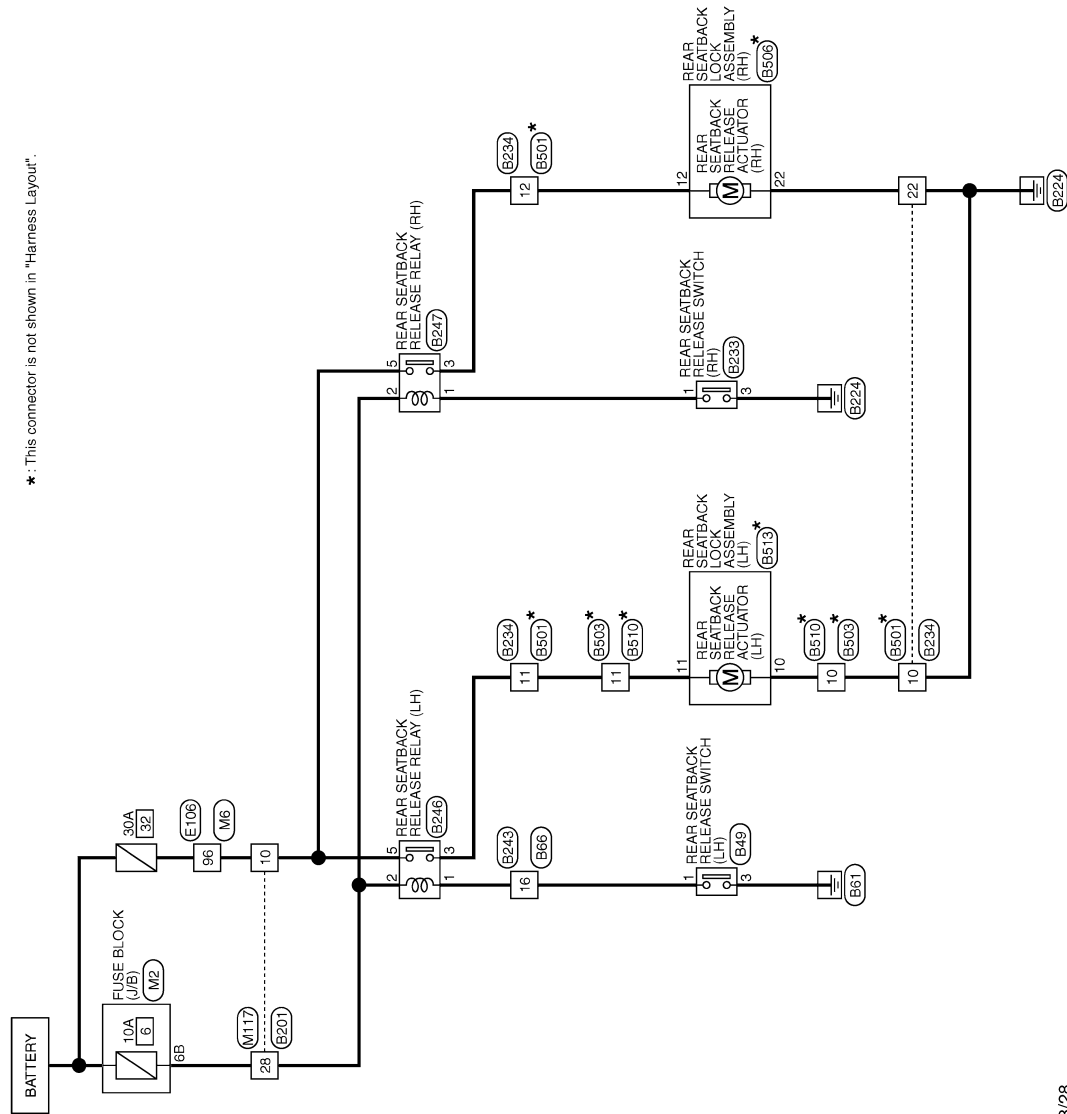 * : This connector is not shown in "Harness Layout".
BATTERY
FUSE BLOCK
(J/B)
M2
10A
6
6B
30A
32
E106
96
M6
M117
28
B201
10
REAR SEATBACK
RELEASE RELAY (LH)
B246
2
5
1
3
REAR SEATBACK
RELEASE RELAY (RH)
B247
2
5
1
3
B243
16
B66
B234
11
B501 *
B503 *
11
B510 *
B234
12
B501 *
REAR SEATBACK
RELEASE SWITCH
(LH)
B49
1
3
B61
REAR
SEATBACK
LOCK
ASSEMBLY
(LH)
B513 *
11
REAR
SEATBACK
RELEASE
ACTUATOR
(LH)
M
10
REAR SEATBACK
RELEASE SWITCH
(RH)
B233
1
3
B224
REAR
SEATBACK
LOCK
ASSEMBLY
(RH)
B506 *
12
REAR
SEATBACK
RELEASE
ACTUATOR
(RH)
M
22
B510 *
10
B503 *
B501 *
10
B234
22
B224